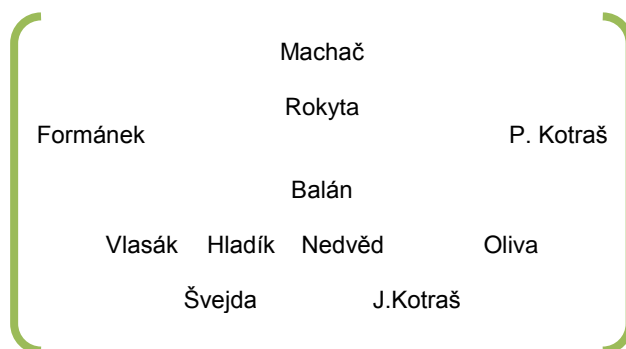 Machač
Rokyta
Formánek P. Kotraš
Balán
Vlasák Hladík Nedvěd Oliva
Švejda J.Kotraš